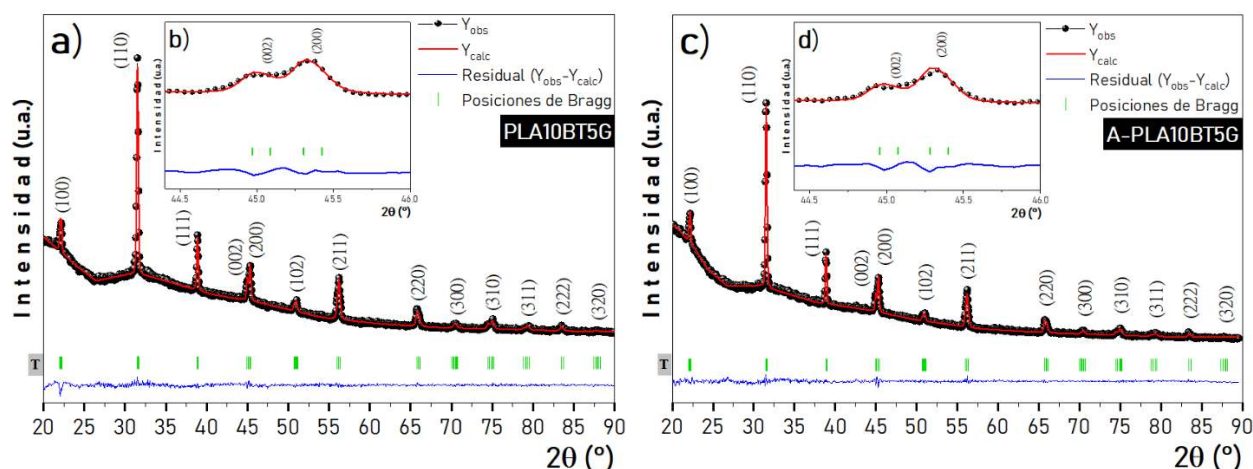 a)
b)
Intensidad (u.a.)
(002)
(200)
44.5 45.0 45.5 46.0
2θ (°)
Y_obs
Y_calc
Residual (Y_obs-Y_calc)
Posiciones de Bragg
PLA10BT5G
Intensidad (u.a.)
(100)
(110)
(111)
(002)
(200)
(102)
(211)
(220)
(300)
(310)
(311)
(222)
(320)
T
20 25 30 35 40 45 50 55 60 65 70 75 80 85 90
2θ (°)
c)
d)
Intensidad (u.a.)
(002)
(200)
44.5 45.0 45.5 46.0
2θ (°)
Y_obs
Y_calc
Residual (Y_obs-Y_calc)
Posiciones de Bragg
A-PLA10BT5G
Intensidad (u.a.)
(100)
(110)
(111)
(002)
(200)
(102)
(211)
(220)
(300)
(310)
(311)
(222)
(320)
T
20 25 30 35 40 45 50 55 60 65 70 75 80 85 90
2θ (°)